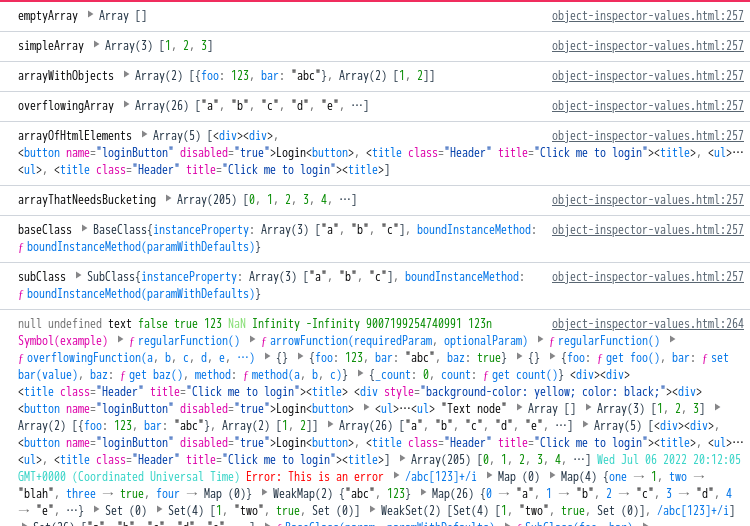 emptyArray ▶ Array [] object-inspector-values.html:257
simpleArray ▶ Array(3) [1, 2, 3] object-inspector-values.html:257
arrayWithObjects ▶ Array(2) [{foo: 123, bar: "abc"}, Array(2) [1, 2]] object-inspector-values.html:257
overflowingArray ▶ Array(26) ["a", "b", "c", "d", "e", …] object-inspector-values.html:257
arrayOfHtmlElements ▶ Array(5) [<div><div>, object-inspector-values.html:257
<button name="loginButton" disabled="true">Login<button>, <title class="Header" title="Click me to login"><title>, <ul>…
<ul>, <title class="Header" title="Click me to login"><title>]
arrayThatNeedsBucketing ▶ Array(205) [0, 1, 2, 3, 4, …] object-inspector-values.html:257
baseClass ▶ BaseClass{instanceProperty: Array(3) ["a", "b", "c"], boundInstanceMethod: object-inspector-values.html:257
ƒ boundInstanceMethod(paramWithDefaults)}
subClass ▶ SubClass{instanceProperty: Array(3) ["a", "b", "c"], boundInstanceMethod: object-inspector-values.html:257
ƒ boundInstanceMethod(paramWithDefaults)}
null undefined text false true 123 NaN Infinity -Infinity 9007199254740991 123n object-inspector-values.html:264
Symbol(example) ▶ ƒ regularFunction() ▶ ƒ arrowFunction(requiredParam, optionalParam) ▶ ƒ regularFunction() ▶
ƒ overflowingFunction(a, b, c, d, e, …) ▶ {} ▶ {foo: 123, bar: "abc", baz: true} ▶ {} ▶ {foo: ƒ get foo(), bar: ƒ set
bar(value), baz: ƒ get baz(), method: ƒ method(a, b, c)} ▶ {_count: 0, count: ƒ get count()} <div><div>
<title class="Header" title="Click me to login"><title> <div style="background-color: yellow; color: black;"><div>
<button name="loginButton" disabled="true">Login<button> ▶ <ul>…<ul> "Text node" ▶ Array [] ▶ Array(3) [1, 2, 3] ▶
Array(2) [{foo: 123, bar: "abc"}, Array(2) [1, 2]] ▶ Array(26) ["a", "b", "c", "d", "e", …] ▶ Array(5) [<div><div>,
<button name="loginButton" disabled="true">Login<button>, <title class="Header" title="Click me to login"><title>, <ul>…
<ul>, <title class="Header" title="Click me to login"><title>] ▶ Array(205) [0, 1, 2, 3, 4, …] Wed Jul 06 2022 20:12:05
GMT+0000 (Coordinated Universal Time) Error: This is an error ▶ /abc[123]+/i ▶ Map (0) ▶ Map(4) {one → 1, two →
"blah", three → true, four → Map (0)} ▶ WeakMap(2) {"abc", 123} ▶ Map(26) {0 → "a", 1 → "b", 2 → "c", 3 → "d", 4
→ "e", …} ▶ Set (0) ▶ Set(4) [1, "two", true, Set (0)] ▶ WeakSet(2) [Set(4) [1, "two", true, Set (0)], /abc[123]+/i]
▶ Set(26) ["a", "b", "c", "d", "e", …] ▶ ƒ BaseClass(param, paramWithDefaults) ▶ ƒ SubClass(foo, bar) ▶